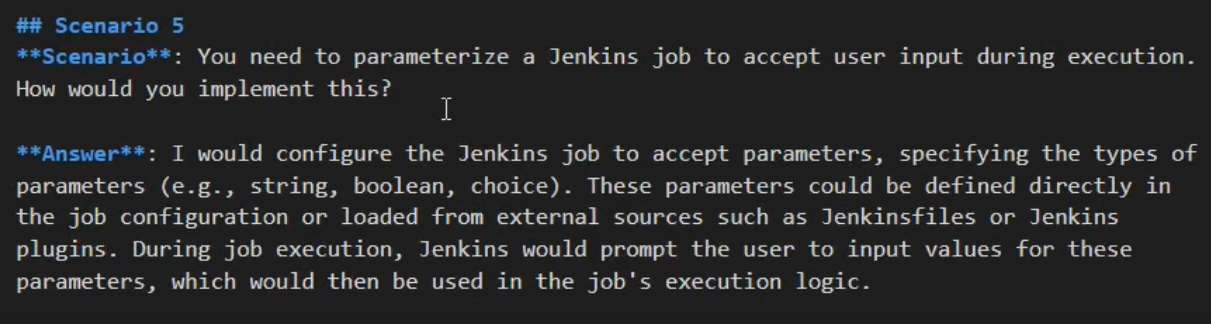 ## Scenario 5
**Scenario**: You need to parameterize a Jenkins job to accept user input during execution.
How would you implement this?
**Answer**: I would configure the Jenkins job to accept parameters, specifying the types of
parameters (e.g., string, boolean, choice). These parameters could be defined directly in
the job configuration or loaded from external sources such as Jenkinsfiles or Jenkins
plugins. During job execution, Jenkins would prompt the user to input values for these
parameters, which would then be used in the job's execution logic.